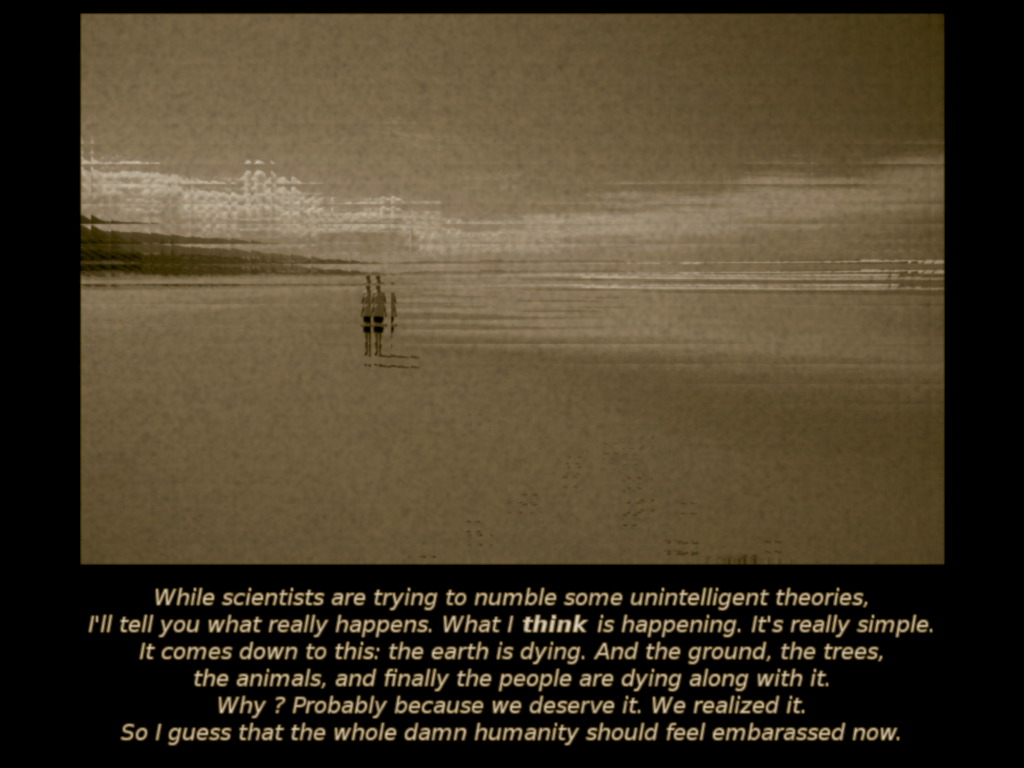 While scientists are trying to numble some unintelligent theories,
I'll tell you what really happens. What I think is happening. It's really simple.
It comes down to this: the earth is dying. And the ground, the trees,
the animals, and finally the people are dying along with it.
Why ? Probably because we deserve it. We realized it.
So I guess that the whole damn humanity should feel embarassed now.